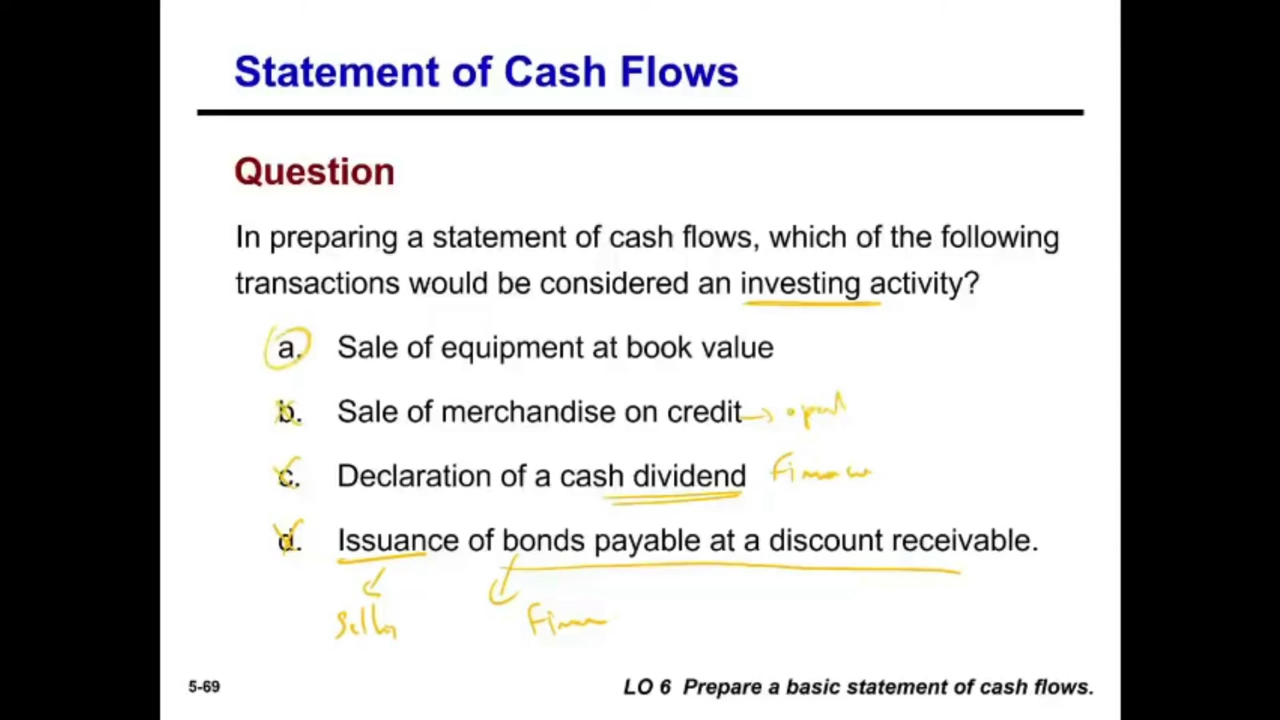 Statement of Cash Flows
Question
In preparing a statement of cash flows, which of the following
transactions would be considered an investing activity?
a. Sale of equipment at book value
b. Sale of merchandise on credit
c. Declaration of a cash dividend
d. Issuance of bonds payable at a discount receivable.
5-69
LO 6 Prepare a basic statement of cash flows.